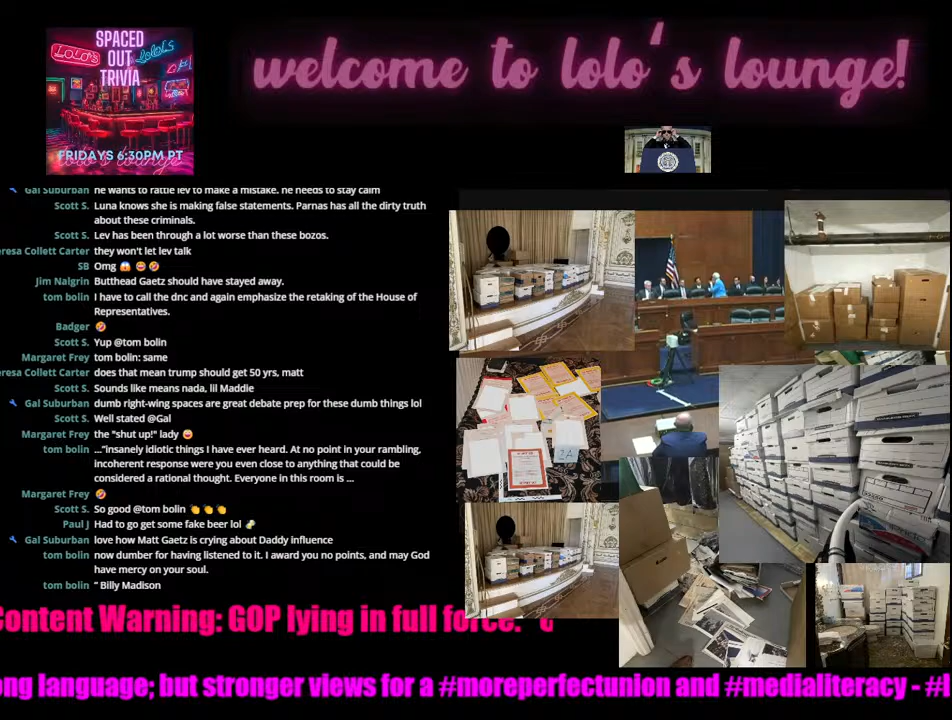 SPACED
OUT
TRIVIA
LOLO'S
FRIDAYS 6:30PM PT
lolo's lounge
welcome to lolo's lounge!
Gal Suburban he wants to rattle lev to make a mistake. he needs to stay calm
Scott S. Luna knows she is making false statements. Parnas has all the dirty truth
about these criminals.
Scott S. Lev has been through a lot worse than these bozos.
eresa Collett Carter they won't let lev talk
SB Omg 😱 😄 🤣
Jim Nalgrin Butthead Gaetz should have stayed away.
tom bolin I have to call the dnc and again emphasize the retaking of the House of
Representatives.
Badger 🤣
Scott S. Yup @tom bolin
Margaret Frey tom bolin: same
eresa Collett Carter does that mean trump should get 50 yrs, matt
Scott S. Sounds like means nada, lil Maddie
Gal Suburban dumb right-wing spaces are great debate prep for these dumb things lol
Scott S. Well stated @Gal
Margaret Frey the "shut up!" lady 😄
tom bolin ..."insanely idiotic things I have ever heard. At no point in your rambling,
incoherent response were you even close to anything that could be
considered a rational thought. Everyone in this room is ...
Margaret Frey 🤣
Scott S. So good @tom bolin 👏 👏 👏
Paul J Had to go get some fake beer lol 🍻
Gal Suburban love how Matt Gaetz is crying about Daddy influence
tom bolin now dumber for having listened to it. I award you no points, and may God
have mercy on your soul.
tom bolin " Billy Madison
2A
Content Warning: GOP lying in full force.
ong language; but stronger views for a #moreperfectunion and #medialiteracy - #l